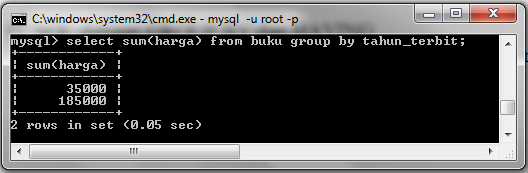 C:\windows\system32\cmd.exe - mysql -u root -p
mysql> select sum(harga) from buku group by tahun_terbit;
+------------+
| sum(harga) |
+------------+
|      35000 |
|     185000 |
+------------+
2 rows in set (0.05 sec)